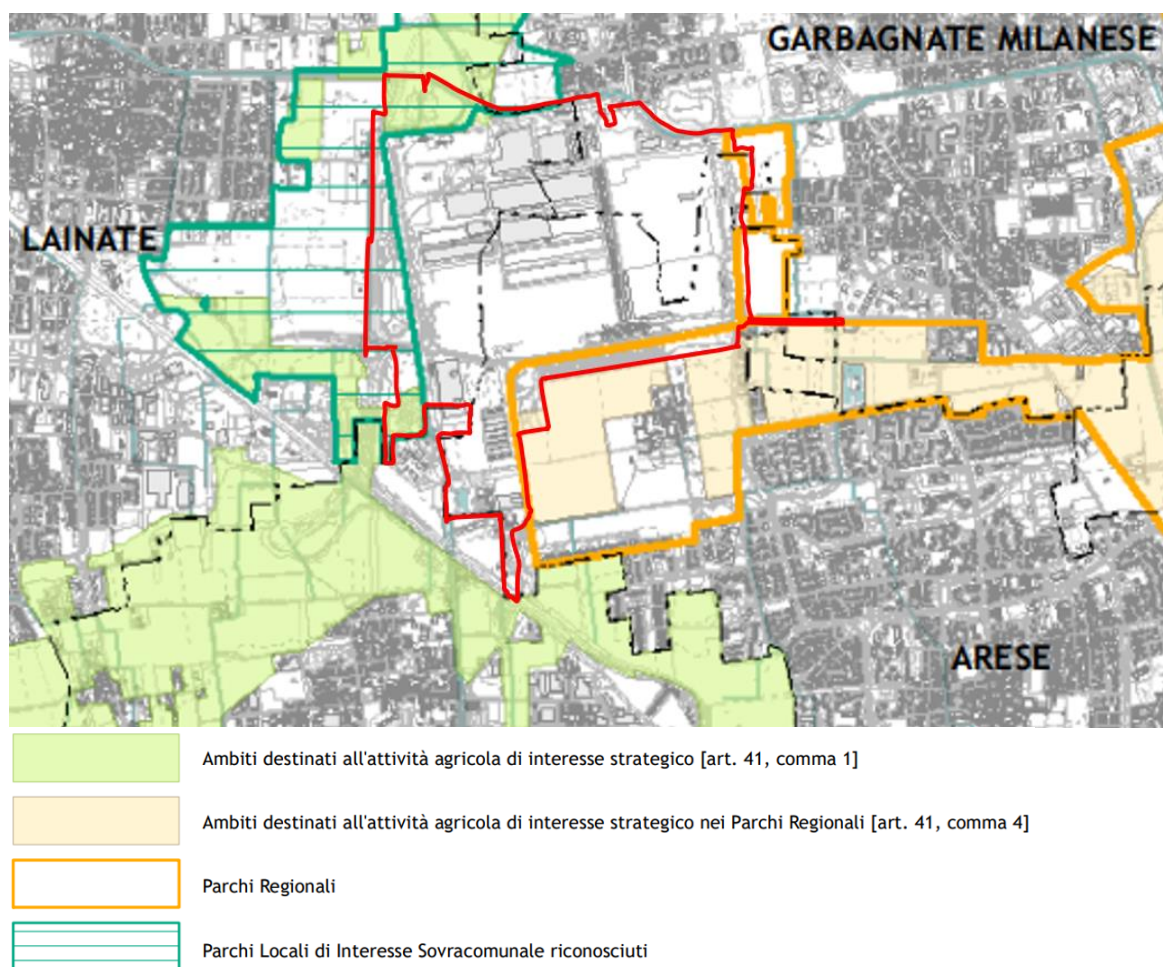 GARBAGNATE MILANESE
LAINATE
ARESE
Ambiti destinati all'attività agricola di interesse strategico [art. 41, comma 1]
Ambiti destinati all'attività agricola di interesse strategico nei Parchi Regionali [art. 41, comma 4]
Parchi Regionali
Parchi Locali di Interesse Sovracomunale riconosciuti